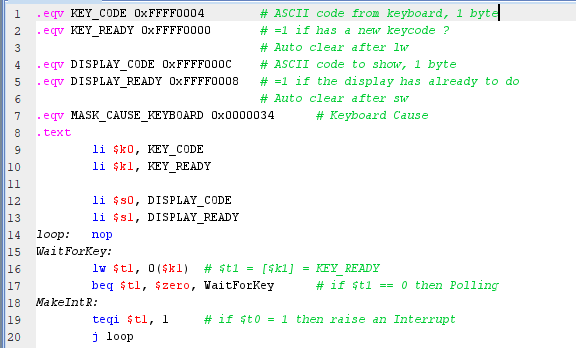 1 .eqv KEY_CODE 0xFFFF0004 # ASCII code from keyboard, 1 byte
2 .eqv KEY_READY 0xFFFF0000 # =1 if has a new keycode ?
3 # Auto clear after lw
4 .eqv DISPLAY_CODE 0xFFFF000C # ASCII code to show, 1 byte
5 .eqv DISPLAY_READY 0xFFFF0008 # =1 if the display has already to do
6 # Auto clear after sw
7 .eqv MASK_CAUSE_KEYBOARD 0x0000034 # Keyboard Cause
8 .text
9 li $k0, KEY_CODE
10 li $k1, KEY_READY
11
12 li $s0, DISPLAY_CODE
13 li $s1, DISPLAY_READY
14 loop: nop
15 WaitForKey:
16 lw $t1, 0($k1) # $t1 = [$k1] = KEY_READY
17 beq $t1, $zero, WaitForKey # if $t1 == 0 then Polling
18 MakeIntR:
19 teqi $t1, 1 # if $t0 = 1 then raise an Interrupt
20 j loop